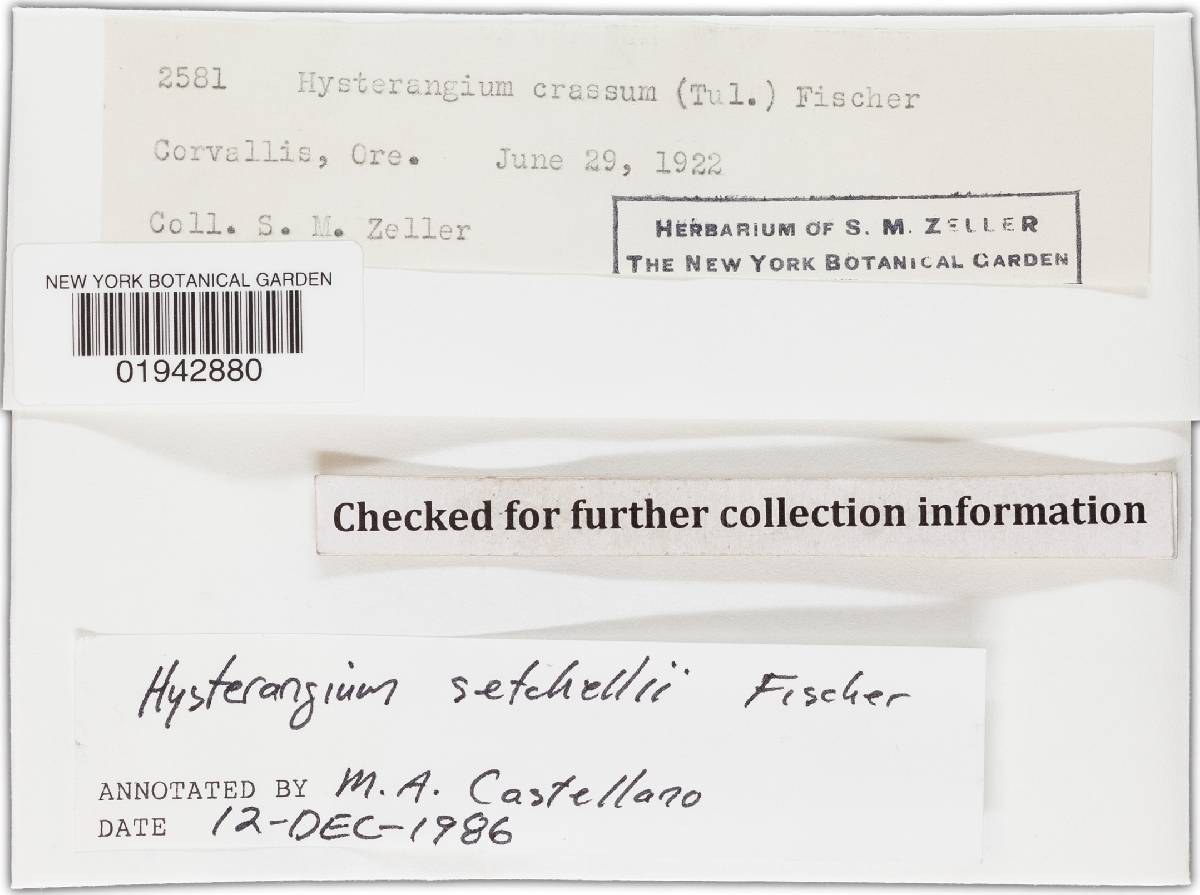 2581 Hysterangium crassum (Tul.) Fischer
Corvallis, Ore. June 29, 1922
Coll. S. M. Zeller
HERBARIUM OF S. M. ZELLER
THE NEW YORK BOTANICAL GARDEN
NEW YORK BOTANICAL GARDEN
01942880
Checked for further collection information
Hysterangium setchellii Fischer
ANNOTATED BY M. A. Castellano
DATE 12-DEC-1986